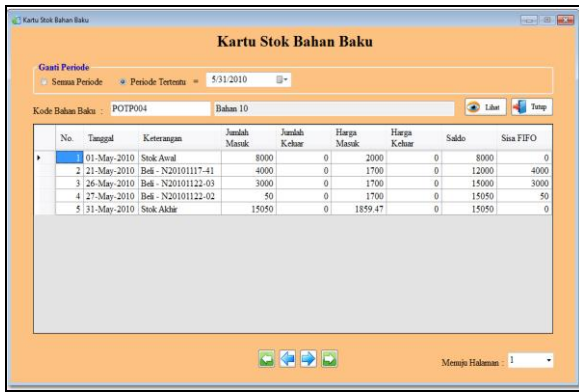 Kartu Stok Bahan Baku
Kartu Stok Bahan Baku
Ganti Periode
Semua Periode Periode Tertentu = 5/31/2010
Kode Bahan Baku : POTP004 Bahan 10 Lihat Tutup
No. Tanggal Keterangan Jumlah Masuk Jumlah Keluar Harga Masuk Harga Keluar Saldo Sisa FIFO
1 01-May-2010 Stok Awal 8000 0 2000 0 8000 0
2 21-May-2010 Beli - N20101117-41 4000 0 1700 0 12000 4000
3 26-May-2010 Beli - N20101122-03 3000 0 1700 0 15000 3000
4 27-May-2010 Beli - N20101122-02 50 0 1700 0 15050 50
5 31-May-2010 Stok Akhir 15050 0 1859.47 0 15050 0
Menuju Halaman : 1